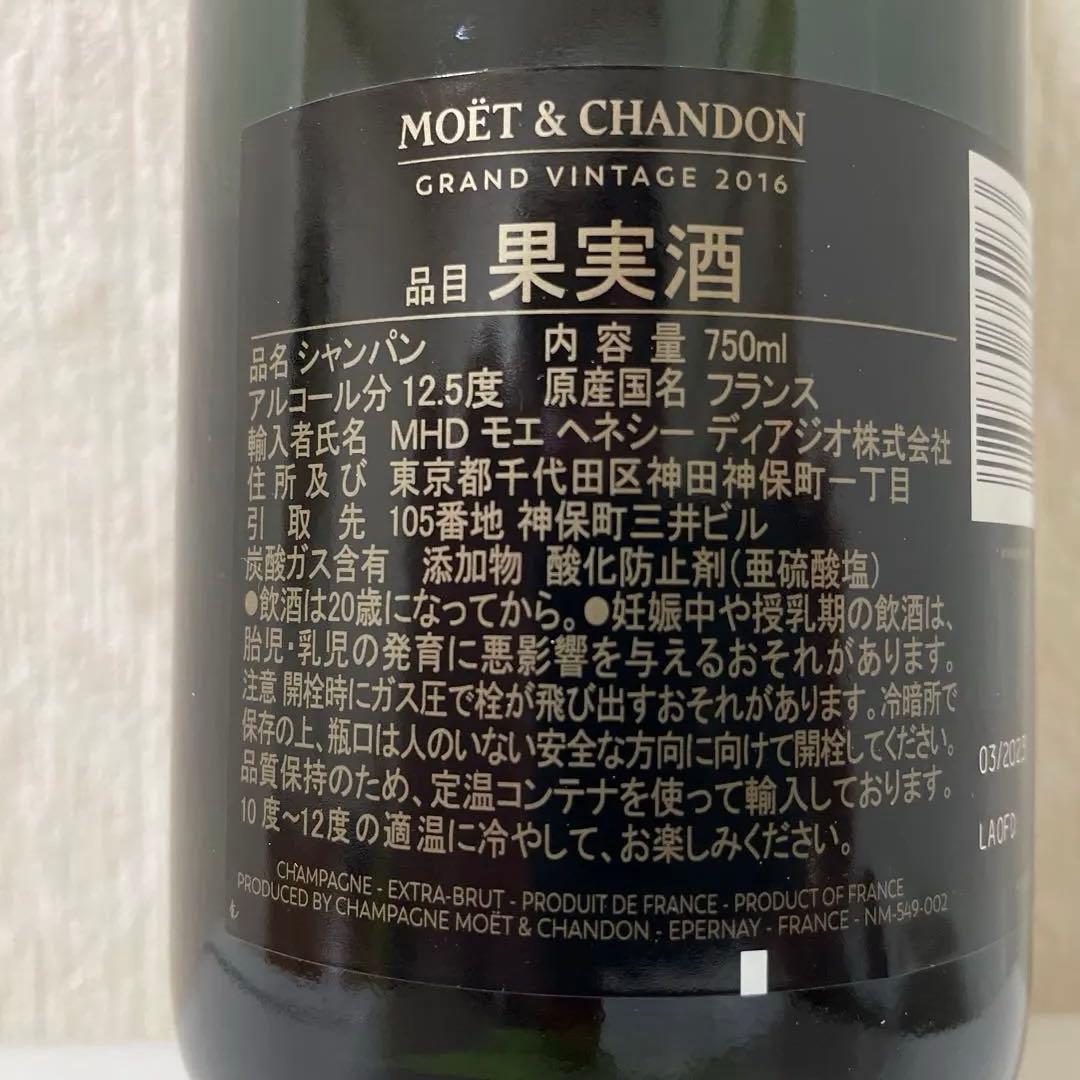 MOËT & CHANDON
GRAND VINTAGE 2016
品目 果実酒
品名 シャンパン 内容量 750ml
アルコール分 12.5度 原産国名 フランス
輸入者氏名 MHD モエ ヘネシー ディアジオ株式会社
住所及び 東京都千代田区神田神保町一丁目
引取先 105番地 神保町三井ビル
炭酸ガス含有 添加物 酸化防止剤(亜硫酸塩)
●飲酒は20歳になってから。●妊娠中や授乳期の飲酒は、
胎児・乳児の発育に悪影響を与えるおそれがあります。
注意 開栓時にガス圧で栓が飛び出すおそれがあります。冷暗所で
保存の上、瓶口は人のいない安全な方向に向けて開栓してください。
品質保持のため、定温コンテナを使って輸入しております。
10度〜12度の適温に冷やして、お楽しみください。
CHAMPAGNE - EXTRA-BRUT - PRODUIT DE FRANCE - PRODUCT OF FRANCE
PRODUCED BY CHAMPAGNE MOËT & CHANDON - EPERNAY - FRANCE - NM-549-002
03/2023
LAOFD